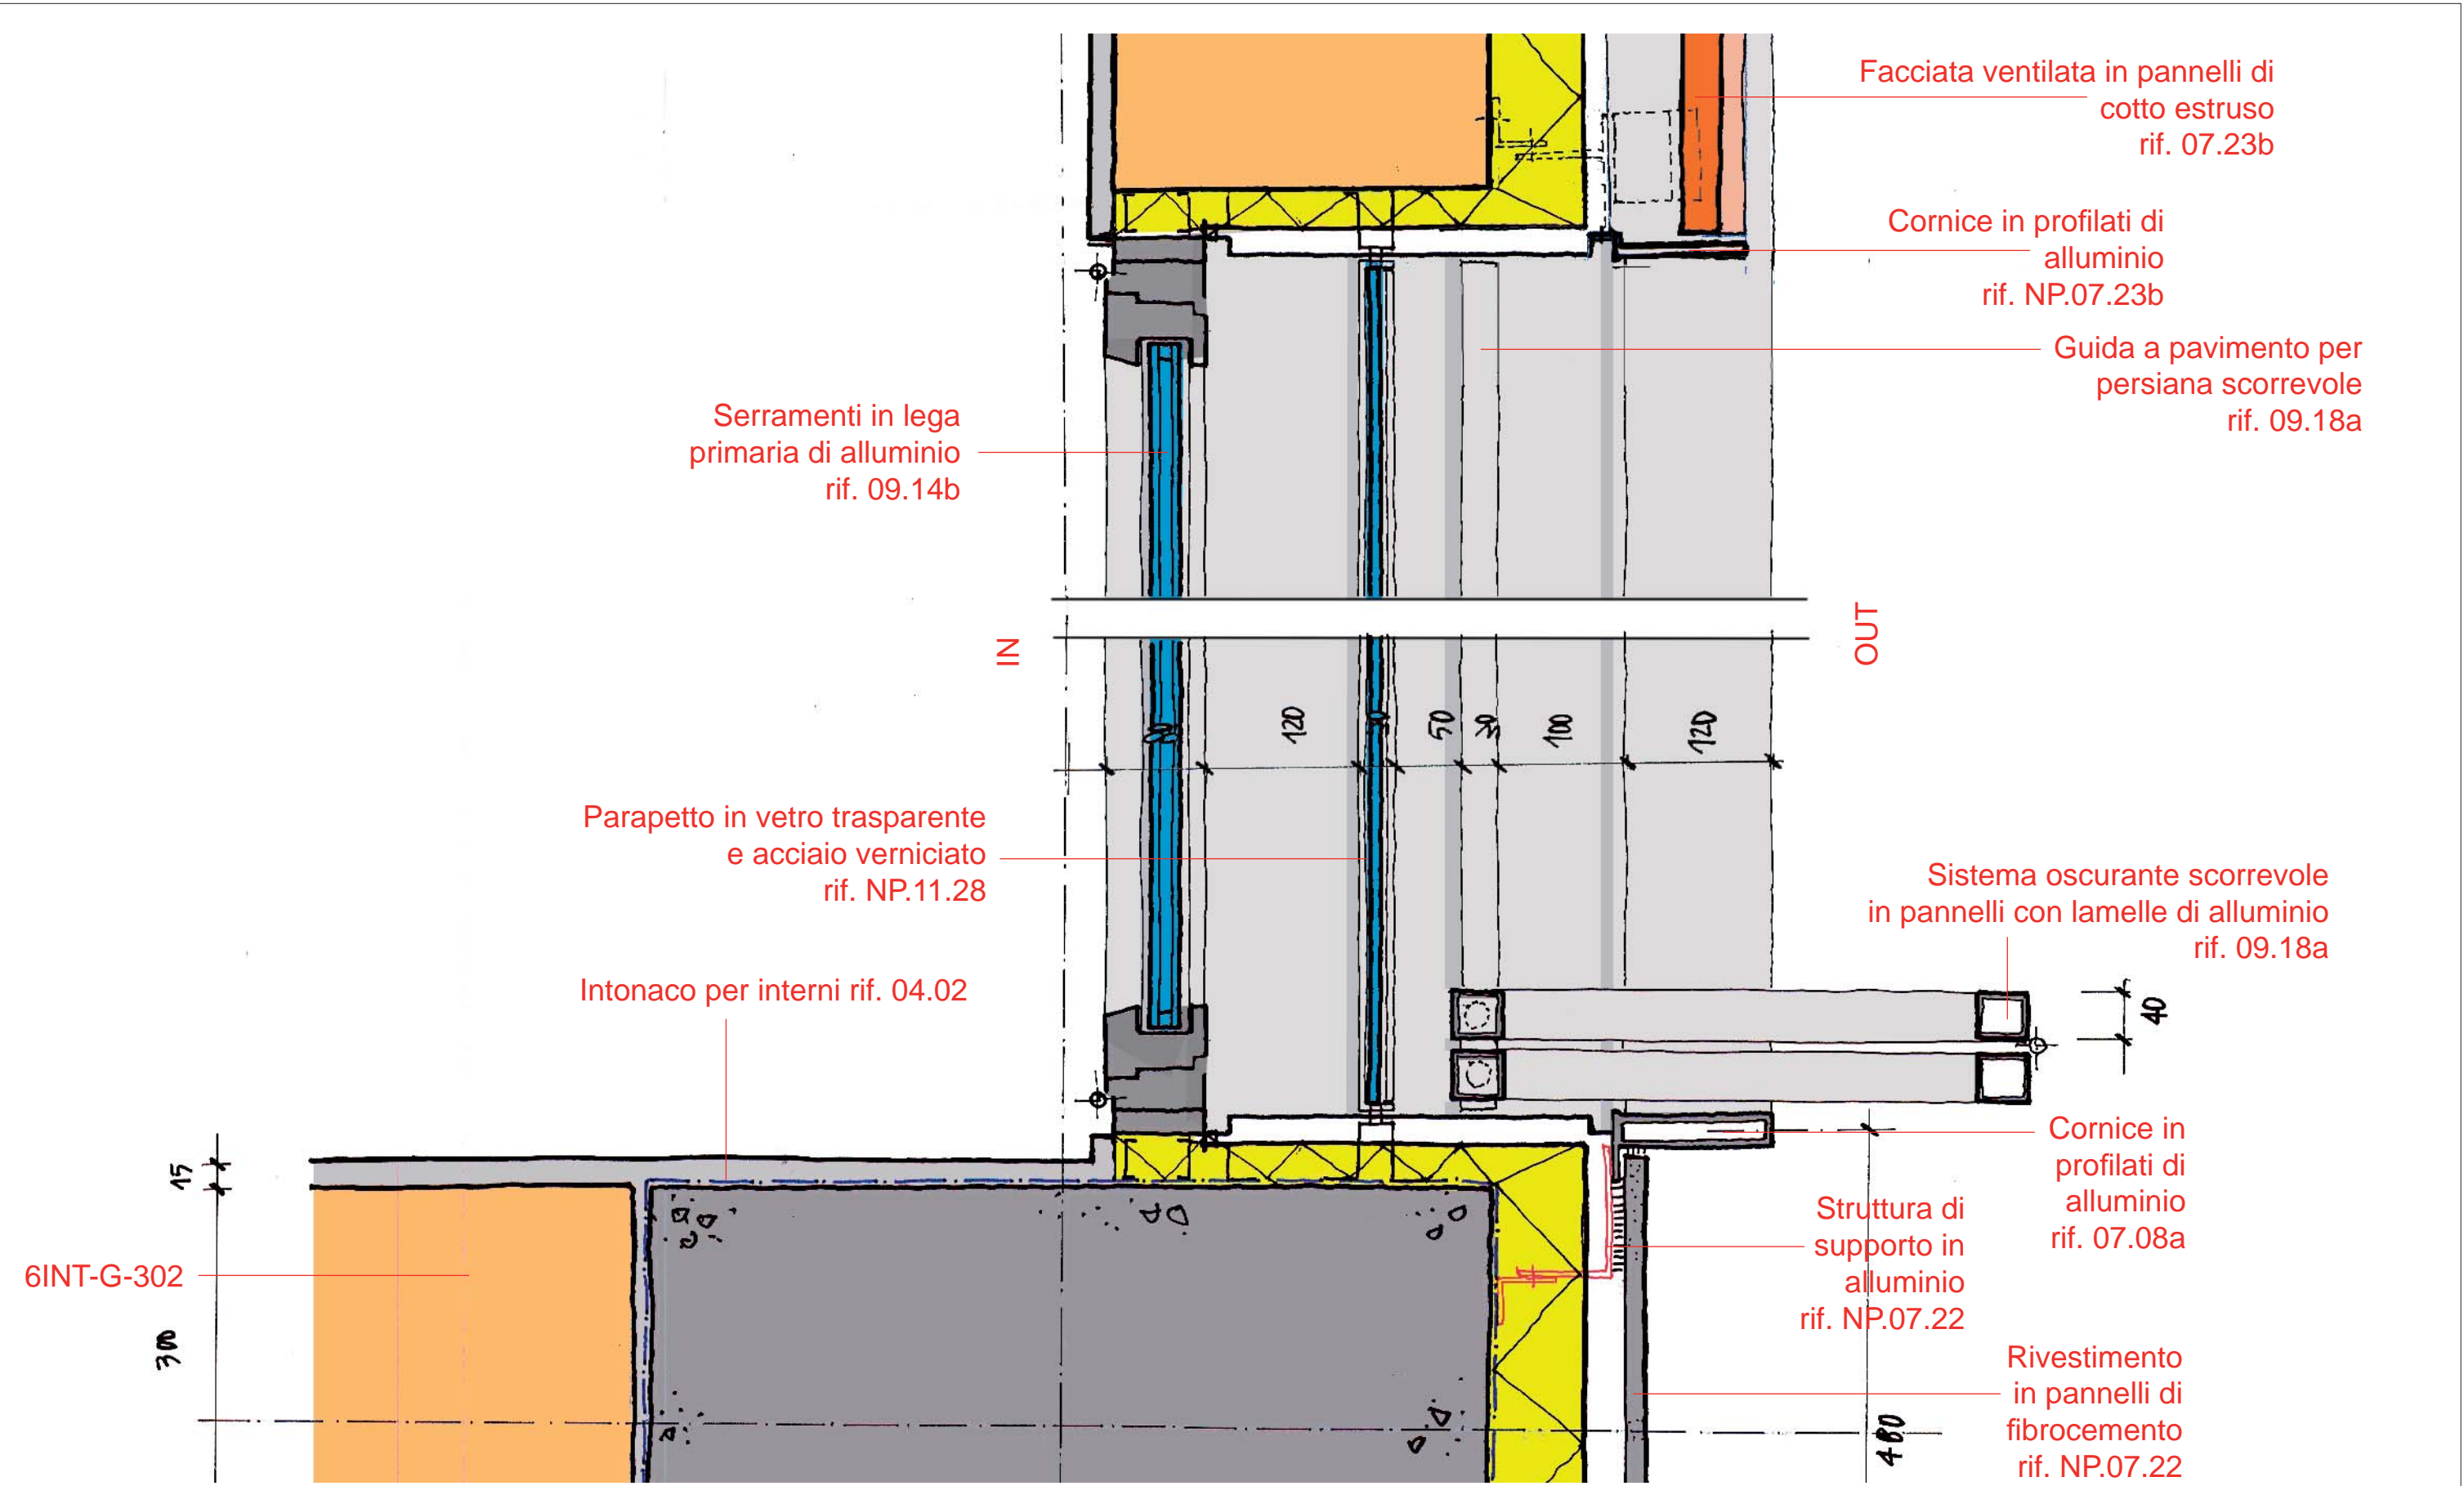 Facciata ventilata in pannelli di
cotto estruso
rif. 07.23b
Cornice in profilati di
alluminio
rif. NP.07.23b
Guida a pavimento per
persiana scorrevole
rif. 09.18a
Serramenti in lega
primaria di alluminio
rif. 09.14b
IN
OUT
120
50
30
100
120
Parapetto in vetro trasparente
e acciaio verniciato
rif. NP.11.28
Sistema oscurante scorrevole
in pannelli con lamelle di alluminio
rif. 09.18a
Intonaco per interni rif. 04.02
40
Cornice in
profilati di
alluminio
rif. 07.08a
15
Struttura di
supporto in
alluminio
rif. NP.07.22
6INT-G-302
300
Rivestimento
in pannelli di
fibrocemento
rif. NP.07.22
480